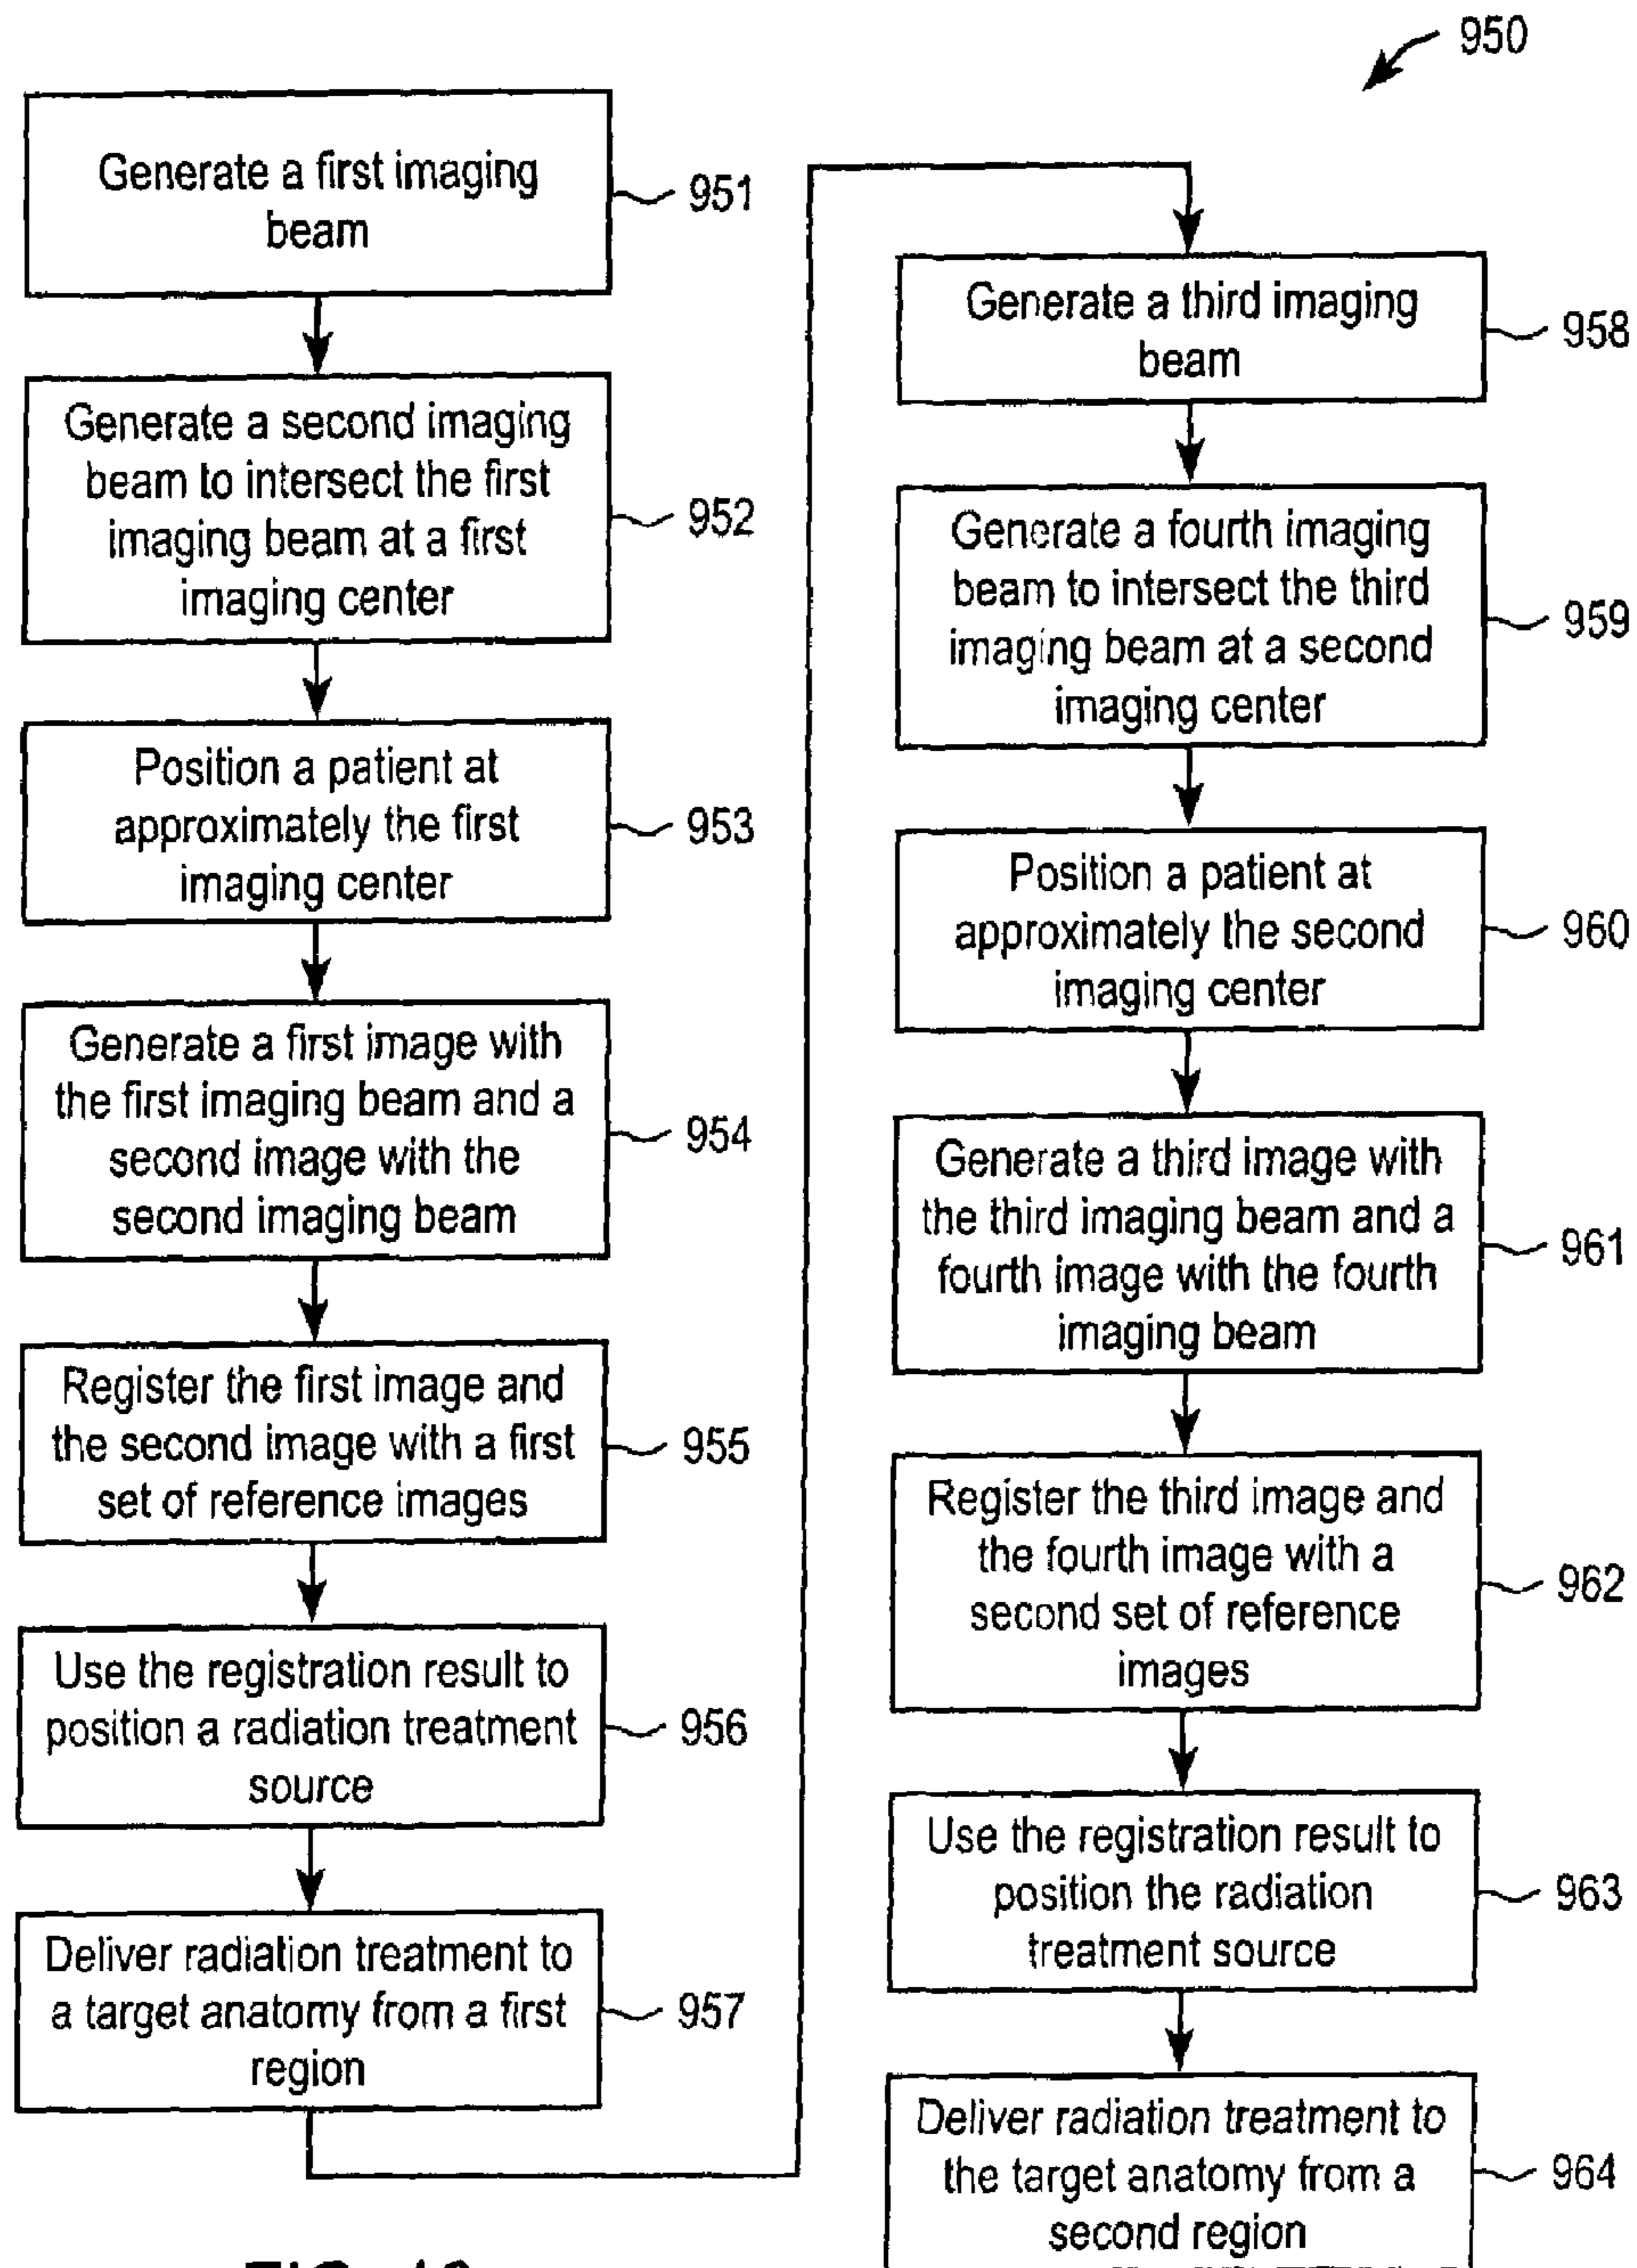 950
Generate a first imaging
beam
951
Generate a second imaging
beam to intersect the first
imaging beam at a first
imaging center
952
Position a patient at
approximately the first
imaging center
953
Generate a first image with
the first imaging beam and a
second image with the
second imaging beam
954
Register the first image and
the second image with a first
set of reference images
955
Use the registration result to
position a radiation treatment
source
956
Deliver radiation treatment to
a target anatomy from a first
region
957
Generate a third imaging
beam
958
Generate a fourth imaging
beam to intersect the third
imaging beam at a second
imaging center
959
Position a patient at
approximately the second
imaging center
960
Generate a third image with
the third imaging beam and a
fourth image with the fourth
imaging beam
961
Register the third image and
the fourth image with a
second set of reference
images
962
Use the registration result to
position the radiation
treatment source
963
Deliver radiation treatment to
the target anatomy from a
second region
964